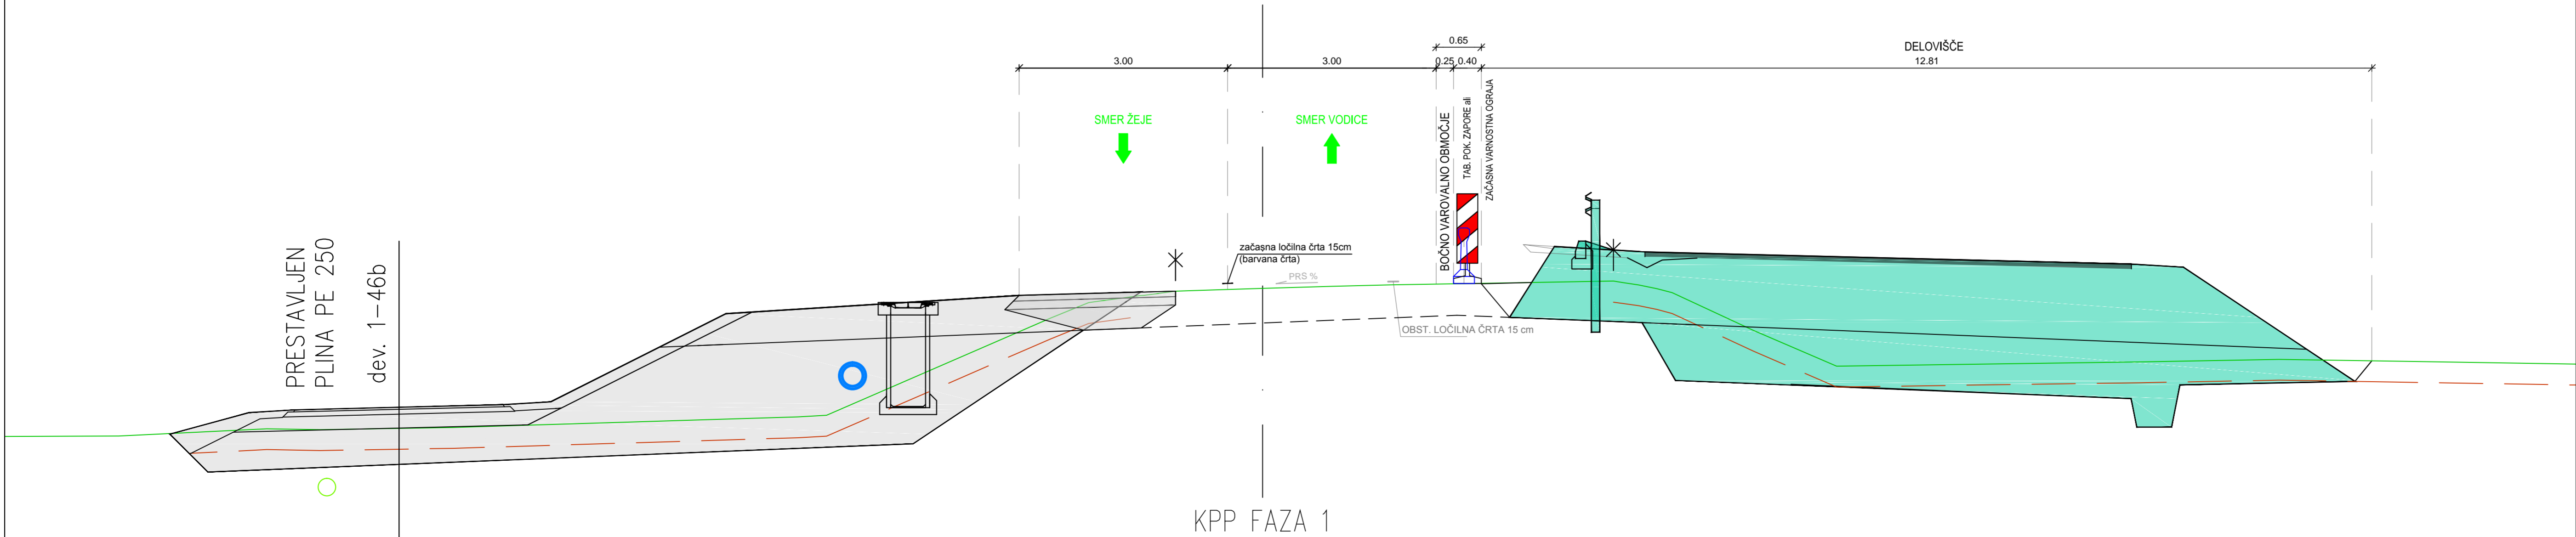 0.65
DELOVIŠČE
3.00
3.00
0.25
0.40
12.81
SMER ŽEJE
SMER VODICE
BOČNO VAROVALNO OBMOČJE
TAB. POK. ZAPORE ali
ZAČASNA VARNOSTNA OGRAJA
PRESTAVLJEN
PLINA PE 250
dev. 1-46b
začasna ločilna črta 15cm
(barvana črta)
PRS %
OBST. LOČILNA ČRTA 15 cm
KPP FAZA 1